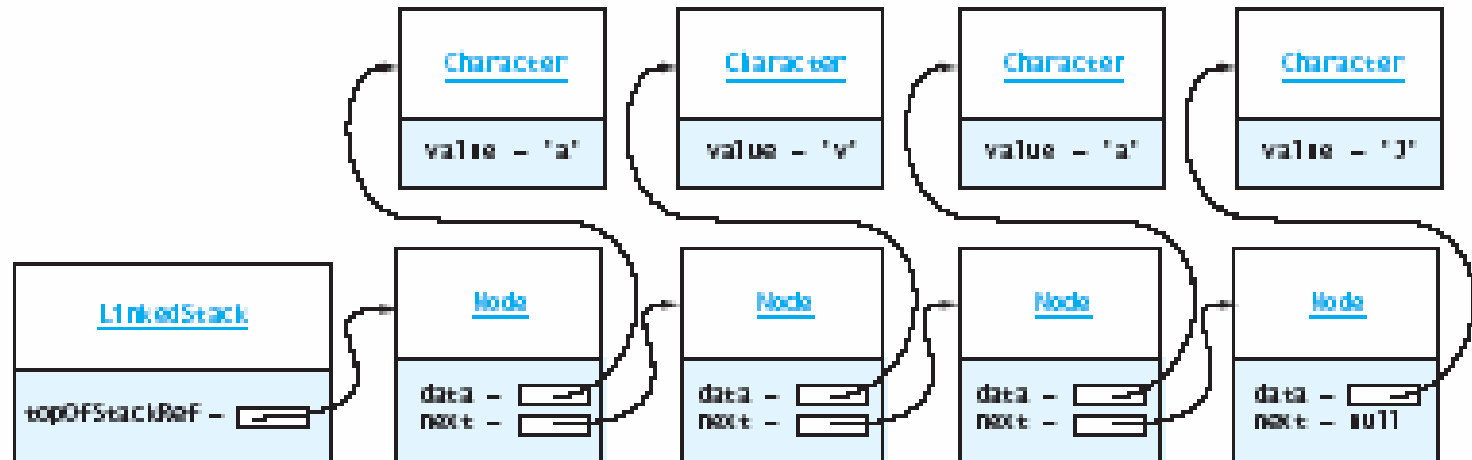 Character
Character
Character
Character
value = 'a'
value = 'v'
value = 'a'
value = 'J'
LinkedStack
Node
Node
Node
Node
topOfStackRef =
data =
next =
data =
next =
data =
next =
data =
next = null